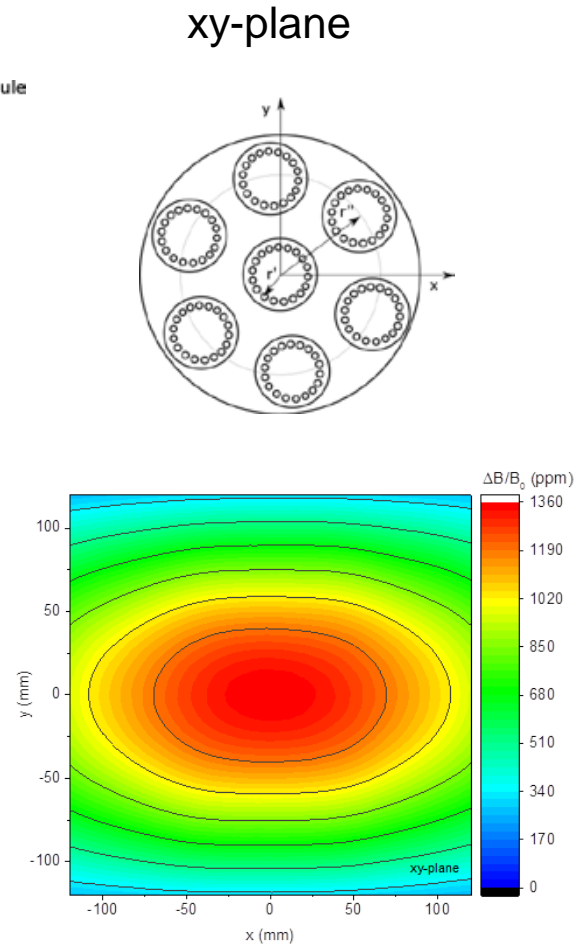 xy-plane
ule
y
r''
r'
x
ΔB/B₀ (ppm)
1360
1190
1020
850
680
510
340
170
0
100
50
0
-50
-100
y (mm)
xy-plane
-100
-50
0
50
100
x (mm)